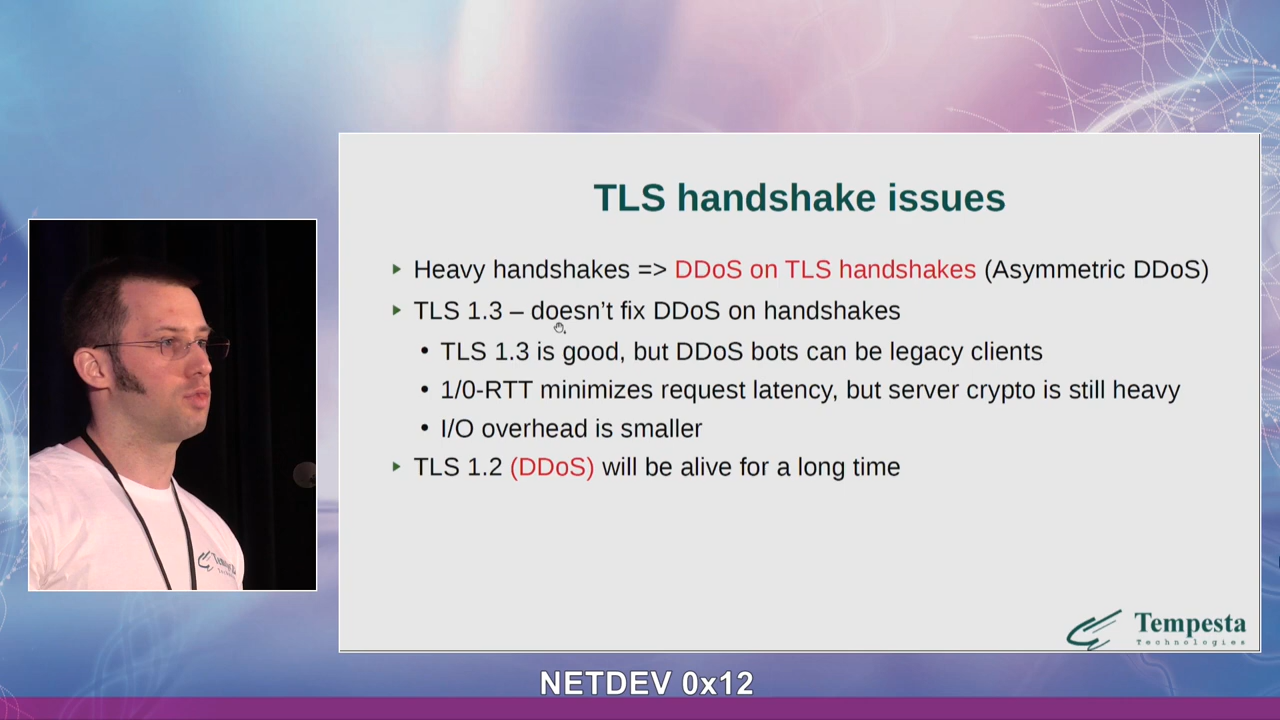 TLS handshake issues
Heavy handshakes => DDoS on TLS handshakes (Asymmetric DDoS)
TLS 1.3 – doesn't fix DDoS on handshakes
TLS 1.3 is good, but DDoS bots can be legacy clients
1/0-RTT minimizes request latency, but server crypto is still heavy
I/O overhead is smaller
TLS 1.2 (DDoS) will be alive for a long time
Tempesta
Technologies
NETDEV 0x12